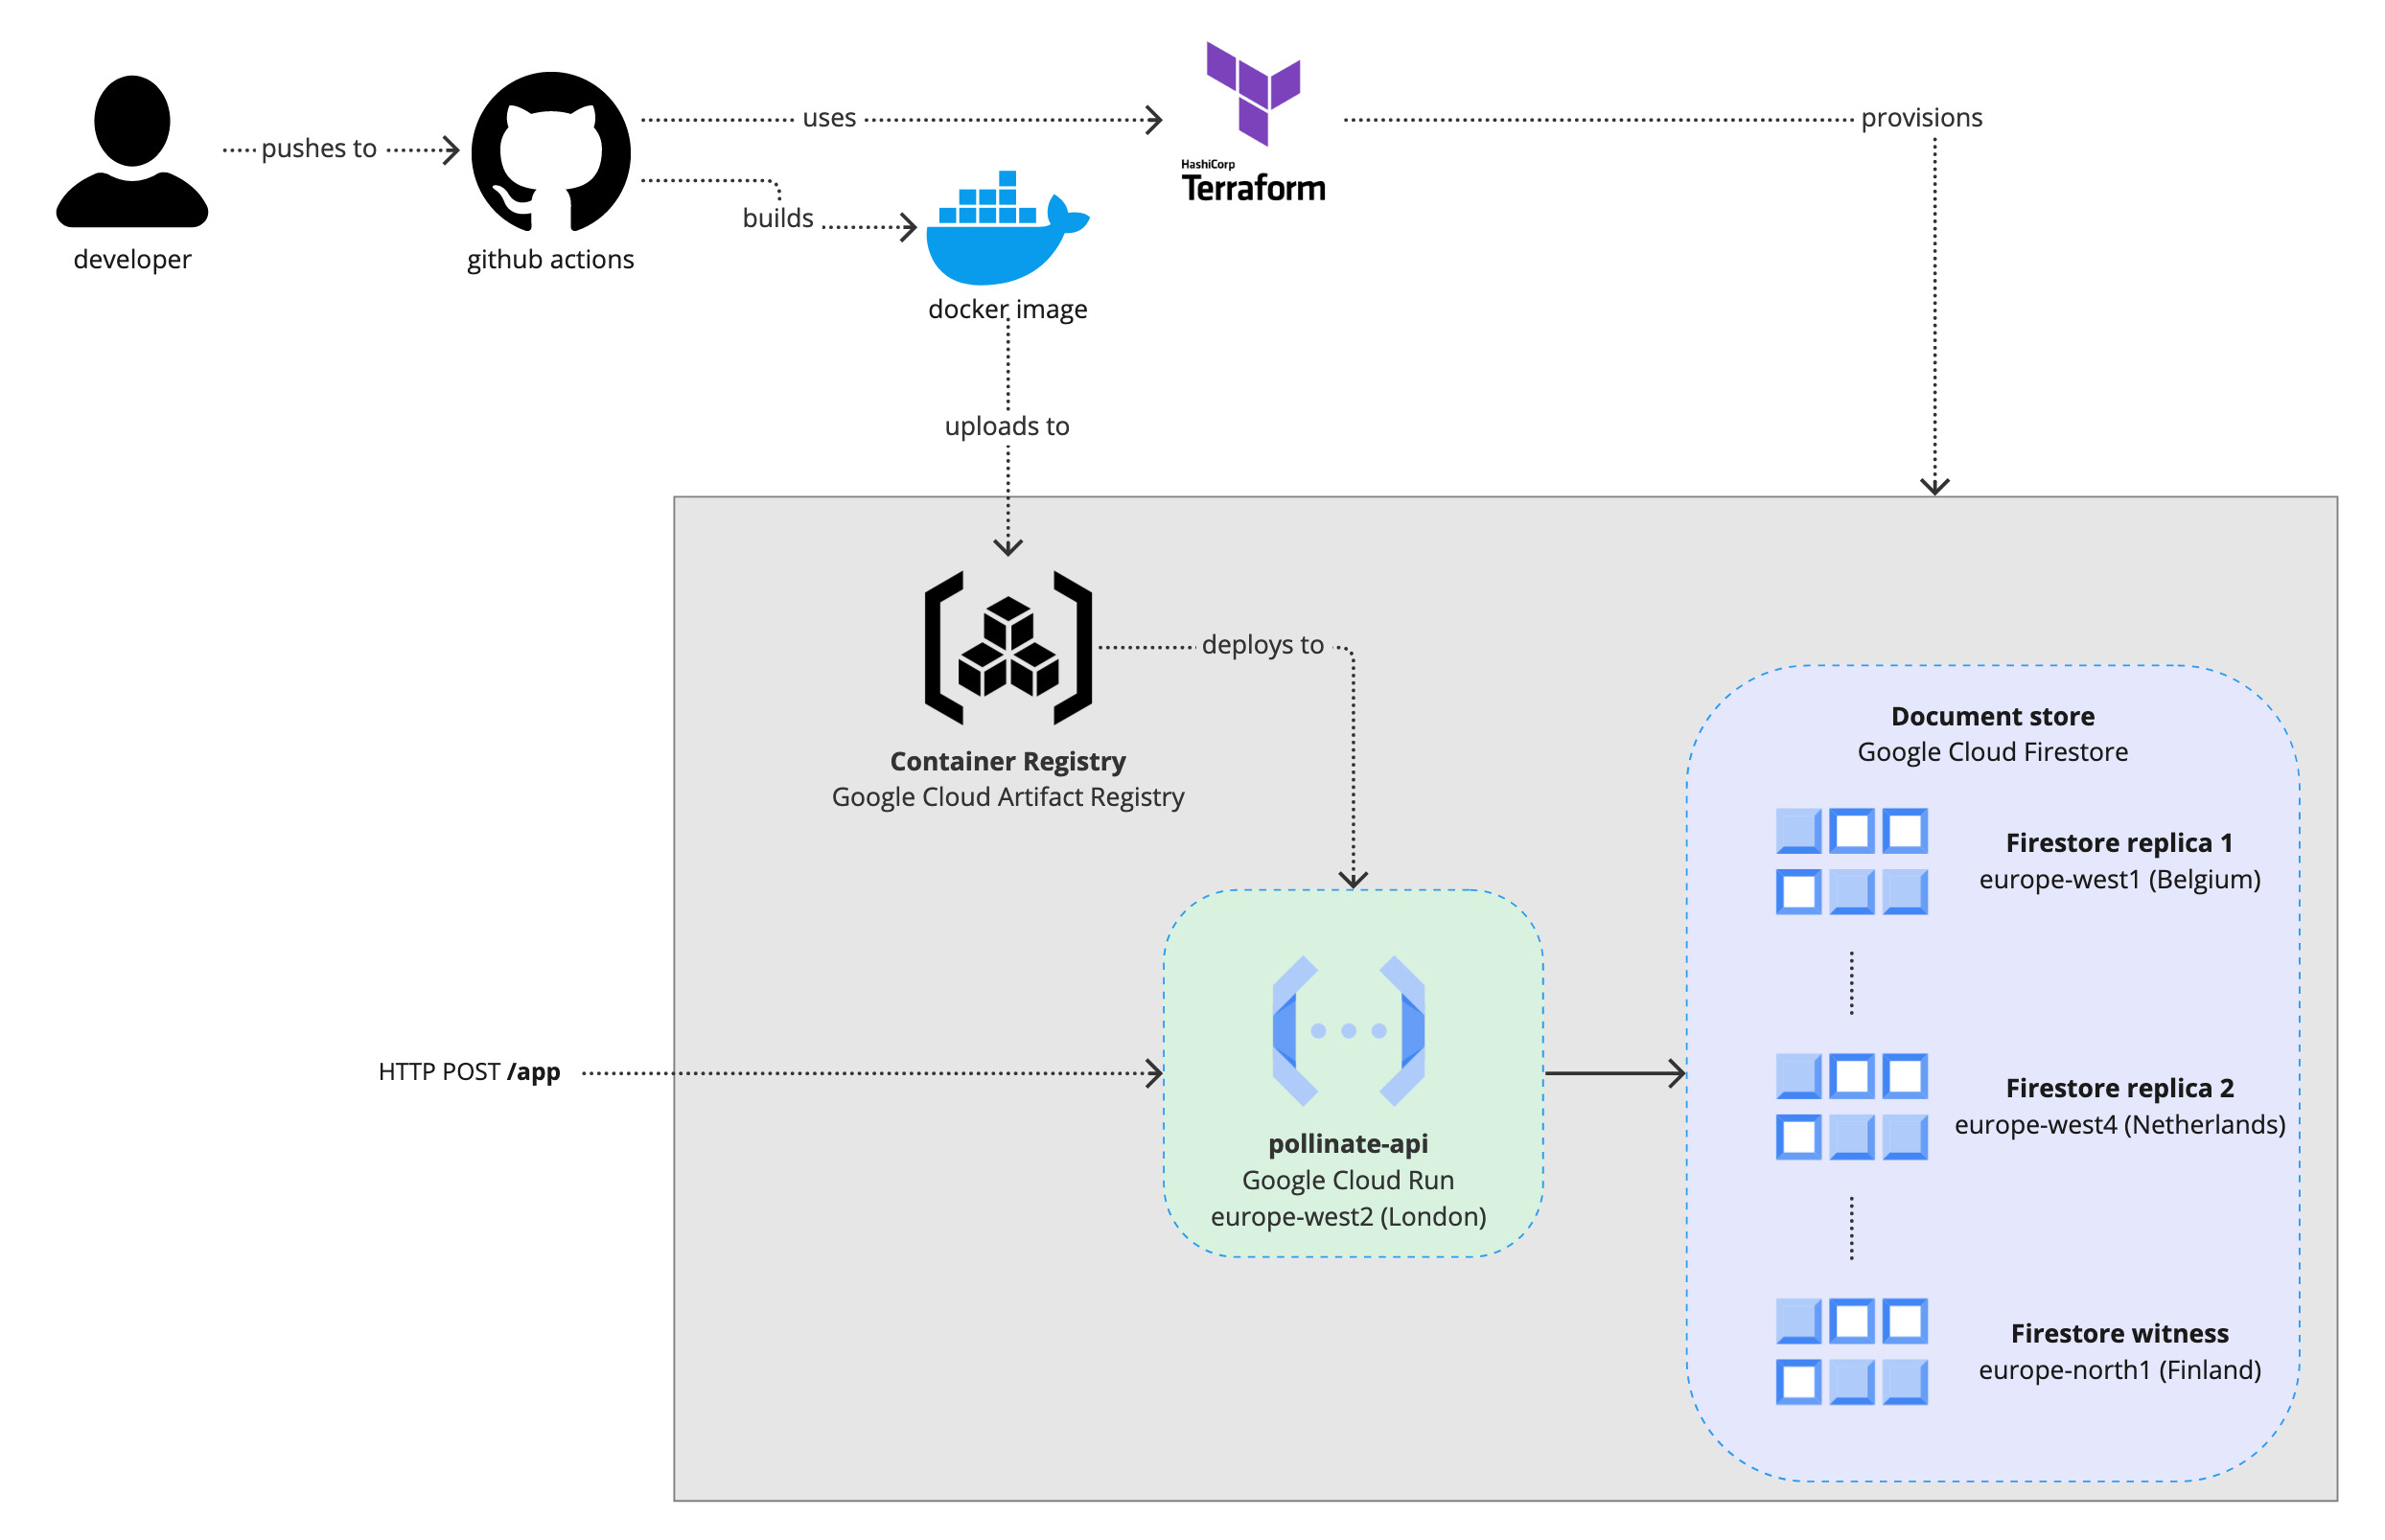 developer
pushes to
github actions
uses
builds
docker image
HashiCorp
Terraform
provisions
uploads to
Container Registry
Google Cloud Artifact Registry
deploys to
HTTP POST /app
pollinate-api
Google Cloud Run
europe-west2 (London)
Document store
Google Cloud Firestore
Firestore replica 1
europe-west1 (Belgium)
Firestore replica 2
europe-west4 (Netherlands)
Firestore witness
europe-north1 (Finland)